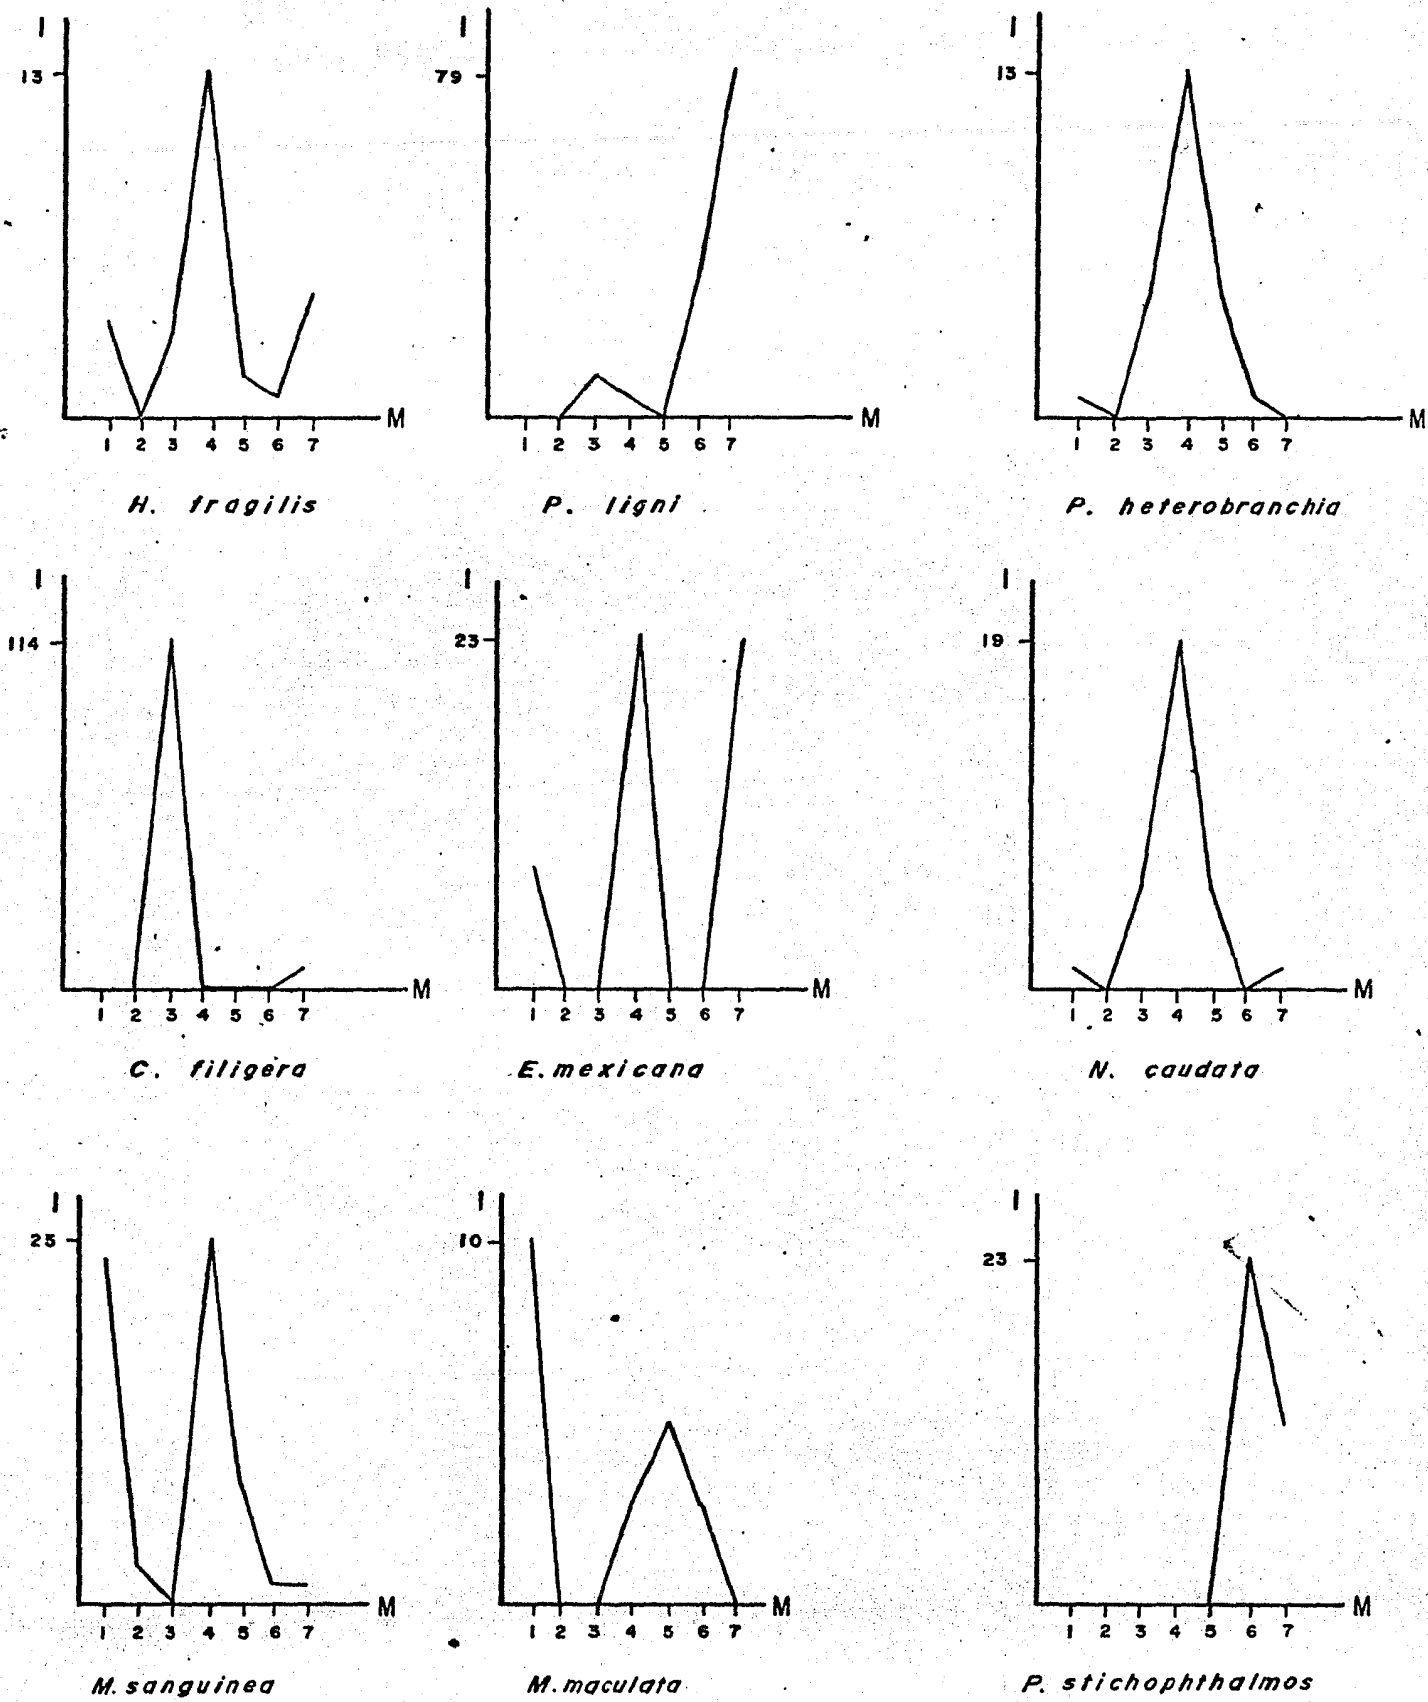 I I I
13 79 13
M M M
1 2 3 4 5 6 7 1 2 3 4 5 6 7 1 2 3 4 5 6 7
H. fragilis P. ligni P. heterobranchia
I I I
114 23 19
M M M
1 2 3 4 5 6 7 1 2 3 4 5 6 7 1 2 3 4 5 6 7
C. filigera E. mexicana N. caudata
I I I
25 10 23
M M M
1 2 3 4 5 6 7 1 2 3 4 5 6 7 1 2 3 4 5 6 7
M. sanguinea M. maculata P. stichophthalmos